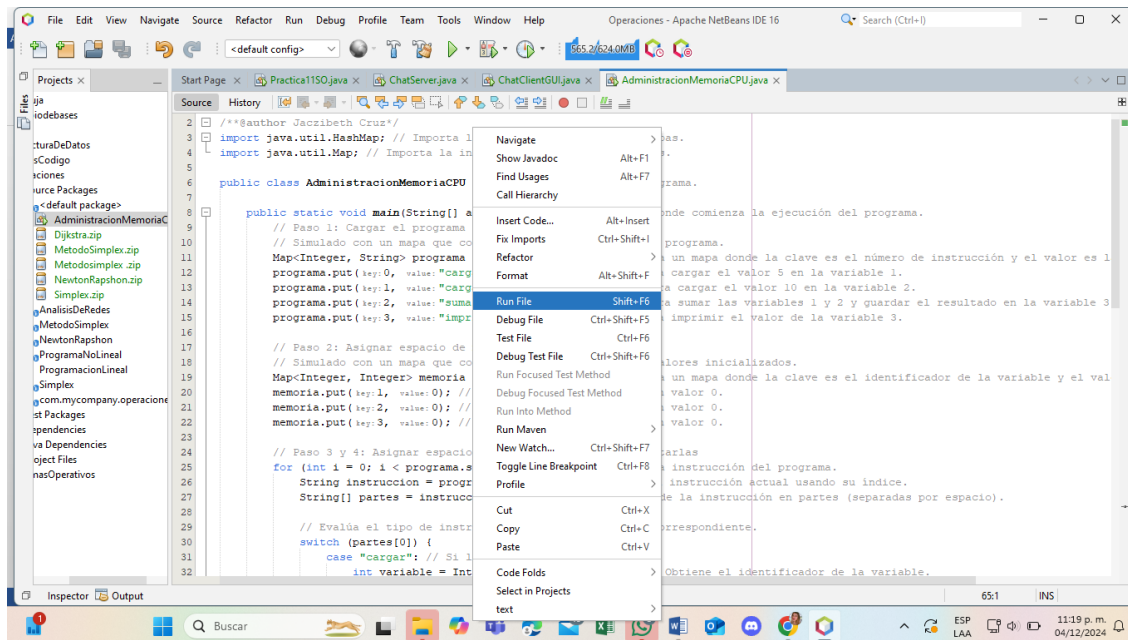 File Edit View Navigate Source Refactor Run Debug Profile Team Tools Window Help Operaciones - Apache NetBeans IDE 16 Search (Ctrl+I)
<default config> 565.2/624.0MB
Projects Start Page Practica11SO.java ChatServer.java ChatClientGUI.java AdministracionMemoriaCPU.java
Files
Source History
uja
iodebases
cturaDeDatos
sCodigo
aciones
urce Packages
<default package>
AdministracionMemoriaC
Dijkstra.zip
MetodoSimplex.zip
Metodosimplex .zip
NewtonRapshon.zip
Simplex.zip
AnalisisDeRedes
MetodoSimplex
NewtonRapshon
ProgramaNoLineal
ProgramacionLineal
Simplex
com.mycompany.operacione
st Packages
ependencies
va Dependencies
oject Files
nasOperativos
2 /**@author Jaczibeth Cruz*/
3 import java.util.HashMap; // Importa l bas.
4 import java.util.Map; // Importa la in s.
5
6 public class AdministracionMemoriaCPU grama.
7
8 public static void main(String[] a onde comienza la ejecución del programa.
9 // Paso 1: Cargar el programa
10 // Simulado con un mapa que co programa.
11 Map<Integer, String> programa a un mapa donde la clave es el número de instrucción y el valor es l
12 programa.put( key: 0, value: "carg cargar el valor 5 en la variable 1.
13 programa.put( key: 1, value: "carg a cargar el valor 10 en la variable 2.
14 programa.put( key: 2, value: "suma a sumar las variables 1 y 2 y guardar el resultado en la variable 3
15 programa.put( key: 3, value: "impr imprimir el valor de la variable 3.
16
17 // Paso 2: Asignar espacio de
18 // Simulado con un mapa que co alores inicializados.
19 Map<Integer, Integer> memoria a un mapa donde la clave es el identificador de la variable y el val
20 memoria.put( key: 1, value: 0); // valor 0.
21 memoria.put( key: 2, value: 0); // valor 0.
22 memoria.put( key: 3, value: 0); // valor 0.
23
24 // Paso 3 y 4: Asignar espacio tarlas
25 for (int i = 0; i < programa.s a instrucción del programa.
26 String instruccion = progr instrucción actual usando su índice.
27 String[] partes = instrucc de la instrucción en partes (separadas por espacio).
28
29 // Evalúa el tipo de instr orrespondiente.
30 switch (partes[0]) {
31 case "cargar": // Si l
32 int variable = Int Obtiene el identificador de la variable.
Navigate
Show Javadoc Alt+F1
Find Usages Alt+F7
Call Hierarchy
Insert Code... Alt+Insert
Fix Imports Ctrl+Shift+I
Refactor
Format Alt+Shift+F
Run File Shift+F6
Debug File Ctrl+Shift+F5
Test File Ctrl+F6
Debug Test File Ctrl+Shift+F6
Run Focused Test Method
Debug Focused Test Method
Run Into Method
Run Maven
New Watch... Ctrl+Shift+F7
Toggle Line Breakpoint Ctrl+F8
Profile
Cut Ctrl+X
Copy Ctrl+C
Paste Ctrl+V
Code Folds
Select in Projects
text
Inspector Output 65:1 INS
1 Buscar ESP LAA 11:19 p. m. 04/12/2024